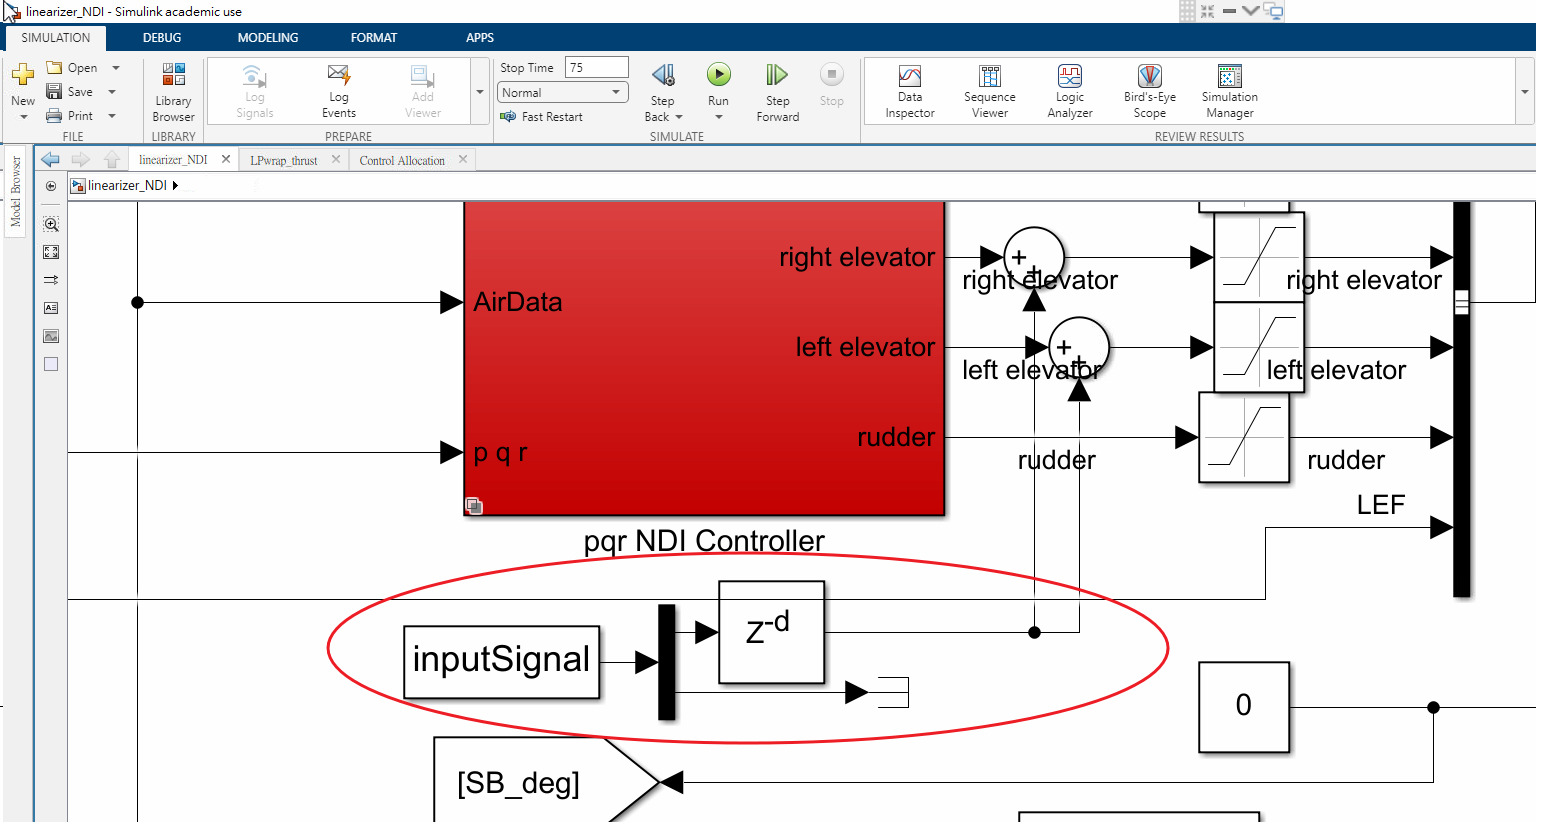 linearizer_NDI - Simulink academic use
SIMULATION DEBUG MODELING FORMAT APPS
New
Open
Save
Print
FILE
Library
Browser
LIBRARY
Log
Signals
Log
Events
Add
Viewer
PREPARE
Stop Time 75
Normal
Fast Restart
Step
Back
Run
Step
Forward
Stop
SIMULATE
Data
Inspector
Sequence
Viewer
Logic
Analyzer
Bird's-Eye
Scope
Simulation
Manager
REVIEW RESULTS
Model Browser
linearizer_NDI LPwrap_thrust Control Allocation
linearizer_NDI
right elevator
right elevator
right elevator
AirData
left elevator
left elevator
left elevator
rudder
p q r
rudder
rudder
LEF
pqr NDI Controller
inputSignal
Z-d
0
[SB_deg]